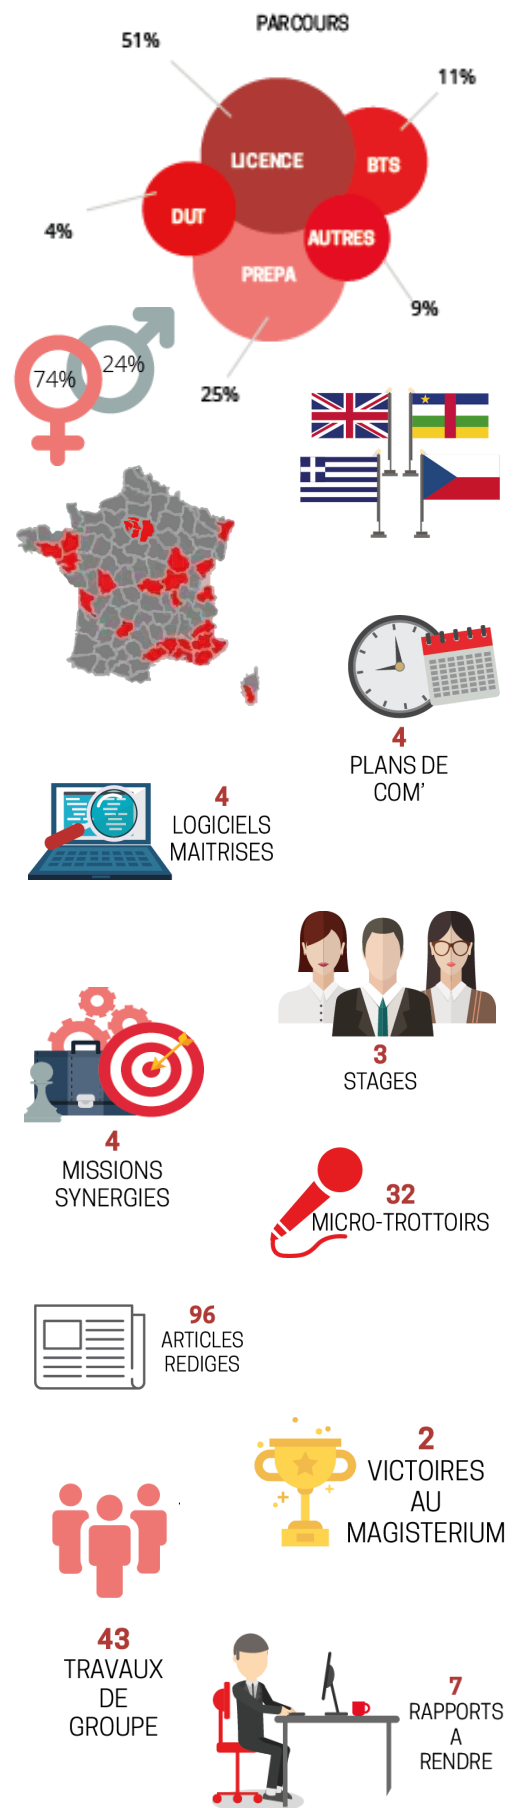 PARCOURS
51%
11%
LICENCE
BTS
DUT
4%
AUTRES
PREPA
9%
25%
74%
24%
4
PLANS DE
COM'
4
LOGICIELS
MAITRISES
3
STAGES
4
MISSIONS
SYNERGIES
32
MICRO-TROTTOIRS
96
ARTICLES
REDIGES
2
VICTOIRES
AU
MAGISTERIUM
43
TRAVAUX
DE
GROUPE
7
RAPPORTS
A
RENDRE